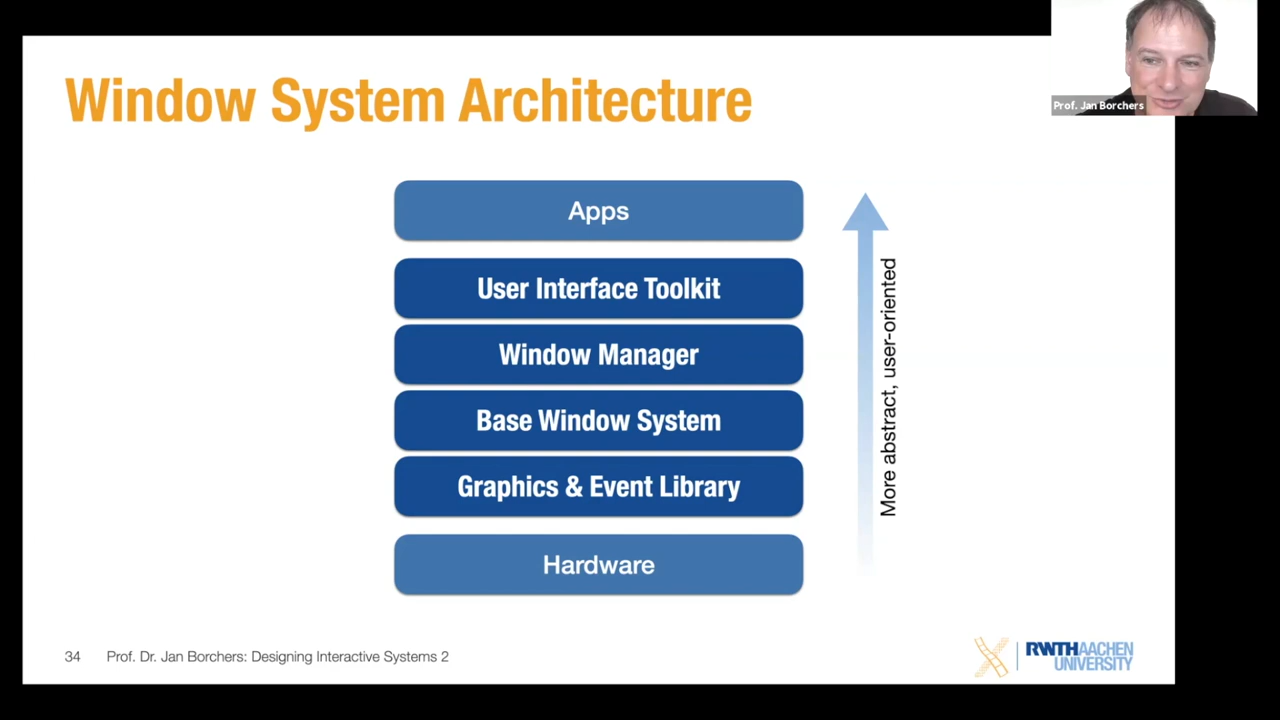 Window System Architecture
Prof. Jan Borchers
Apps
User Interface Toolkit
Window Manager
Base Window System
Graphics & Event Library
Hardware
More abstract, user-oriented
34 Prof. Dr. Jan Borchers: Designing Interactive Systems 2
RWTHAACHEN
UNIVERSITY